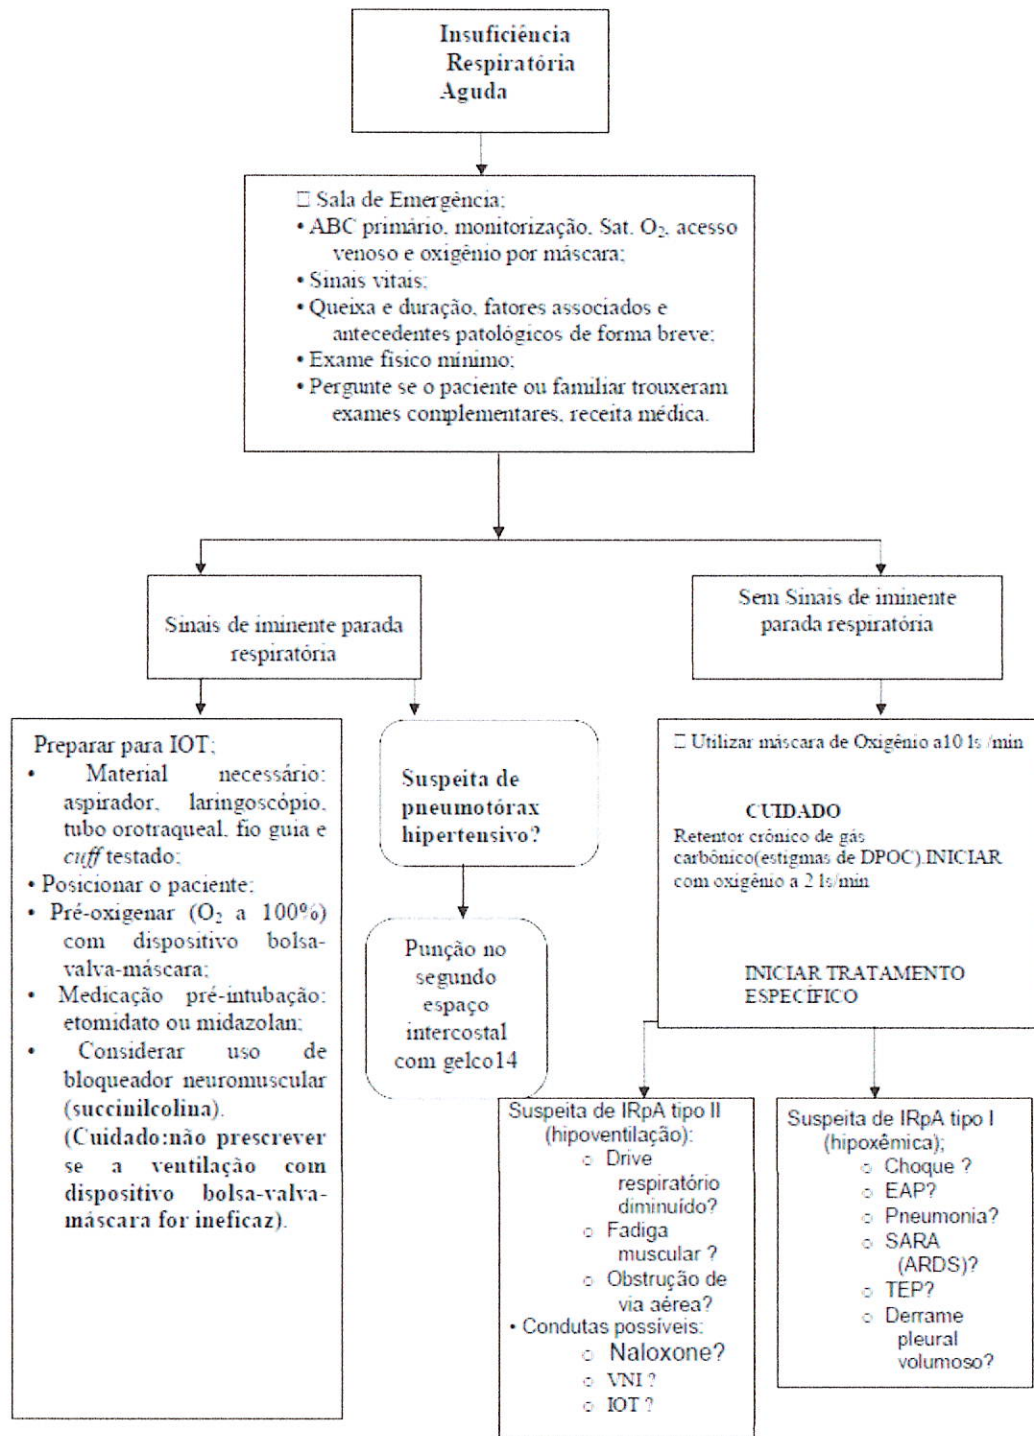 Insuficiência
Respiratória
Aguda
□ Sala de Emergência;
• ABC primário, monitorização, Sat. O₂, acesso
venoso e oxigênio por máscara;
• Sinais vitais;
• Queixa e duração, fatores associados e
antecedentes patológicos de forma breve;
• Exame físico mínimo;
• Pergunte se o paciente ou familiar trouxeram
exames complementares, receita médica.
Sinais de iminente parada
respiratória
Sem Sinais de iminente
parada respiratória
Preparar para IOT;
• Material necessário:
aspirador, laringoscópio,
tubo orotraqueal, fio guia e
cuff testado;
• Posicionar o paciente;
• Pré-oxigenar (O₂ a 100%)
com dispositivo bolsa-
valva-máscara;
• Medicação pré-intubação:
etomidato ou midazolan;
• Considerar uso de
bloqueador neuromuscular
(succinilcolina).
(Cuidado:não prescrever
se a ventilação com
dispositivo bolsa-valva-
máscara for ineficaz).
Suspeita de
pneumotórax
hipertensivo?
Punção no
segundo
espaço
intercostal
com gelco14
□ Utilizar máscara de Oxigênio a10 ls /min
CUIDADO
Retentor crônico de gás
carbônico(estigmas de DPOC).INICIAR
com oxigênio a 2 ls/min
INICIAR TRATAMENTO
ESPECÍFICO
Suspeita de IRpA tipo II
(hipoventilação):
○ Drive
respiratório
diminuído?
○ Fadiga
muscular ?
○ Obstrução de
via aérea?
• Condutas possíveis:
○ Naloxone?
○ VNI ?
○ IOT ?
Suspeita de IRpA tipo I
(hipoxêmica);
○ Choque ?
○ EAP?
○ Pneumonia?
○ SARA
(ARDS)?
○ TEP?
○ Derrame
pleural
volumoso?